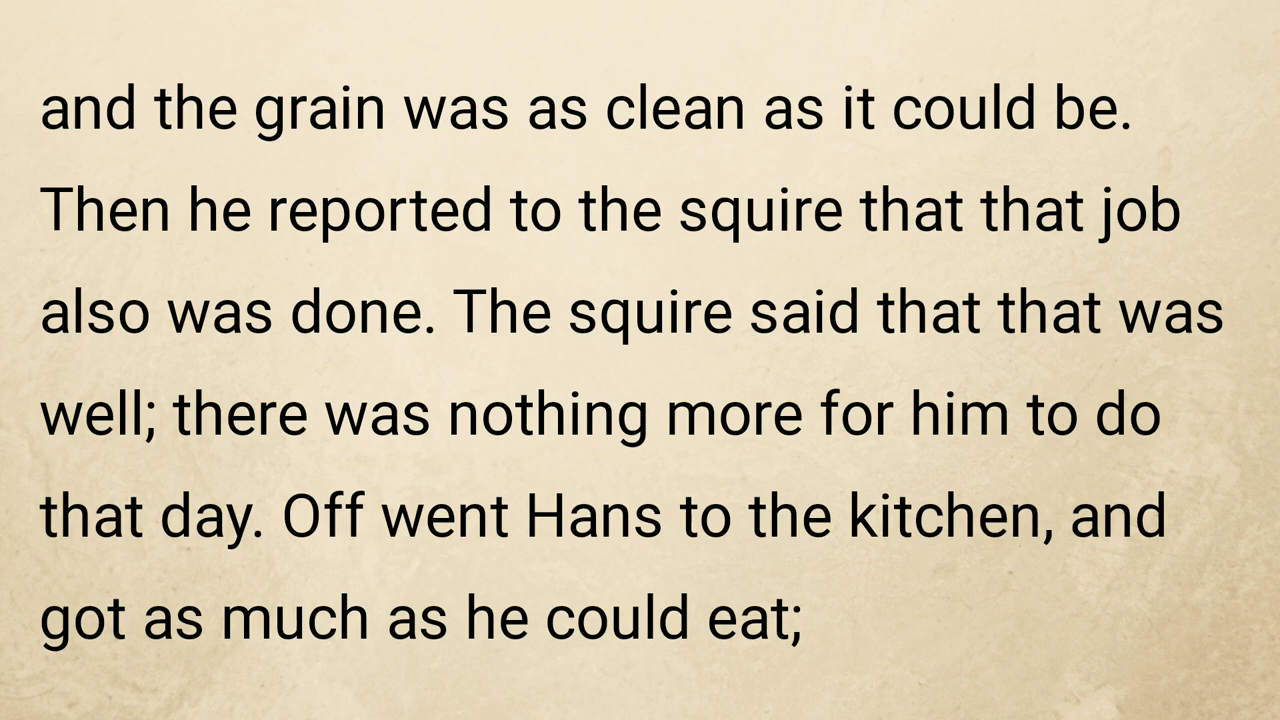 and the grain was as clean as it could be.
Then he reported to the squire that that job
also was done. The squire said that that was
well; there was nothing more for him to do
that day. Off went Hans to the kitchen, and
got as much as he could eat;